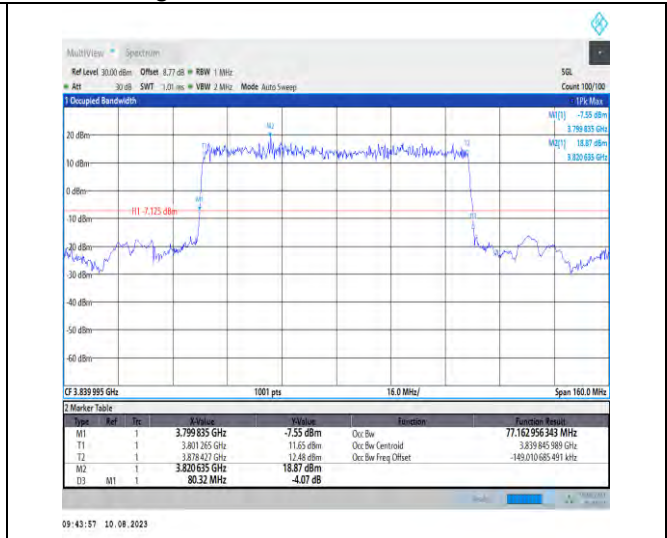 MultiView Spectrum
Ref Level 30.00 dBm Offset 8.77 dB RBW 1 MHz SGL
Att 30 dB SWT 1.01 ms VBW 2 MHz Mode Auto Sweep Count 100/100
1 Occupied Bandwidth 1Pk Max
M1[1] -7.55 dBm
3.799 835 GHz
M2[1] 18.87 dBm
3.820 635 GHz
M2
20 dBm
T1 T2
10 dBm
0 dBm
M1
H1 -7.125 dBm
-10 dBm
-20 dBm
-30 dBm
-40 dBm
-50 dBm
-60 dBm
CF 3.839 995 GHz 1001 pts 16.0 MHz/ Span 160.0 MHz
2 Marker Table
Type Ref Trc X-Value Y-Value Function Function Result
M1 1 3.799 835 GHz -7.55 dBm Occ Bw 77.162 956 343 MHz
T1 1 3.801 265 GHz 11.65 dBm Occ Bw Centroid 3.839 845 989 GHz
T2 1 3.878 427 GHz 12.48 dBm Occ Bw Freq Offset -149.010 685 491 kHz
M2 1 3.820 635 GHz 18.87 dBm
D3 M1 1 80.32 MHz -4.07 dB
09:43:57 10.08.2023